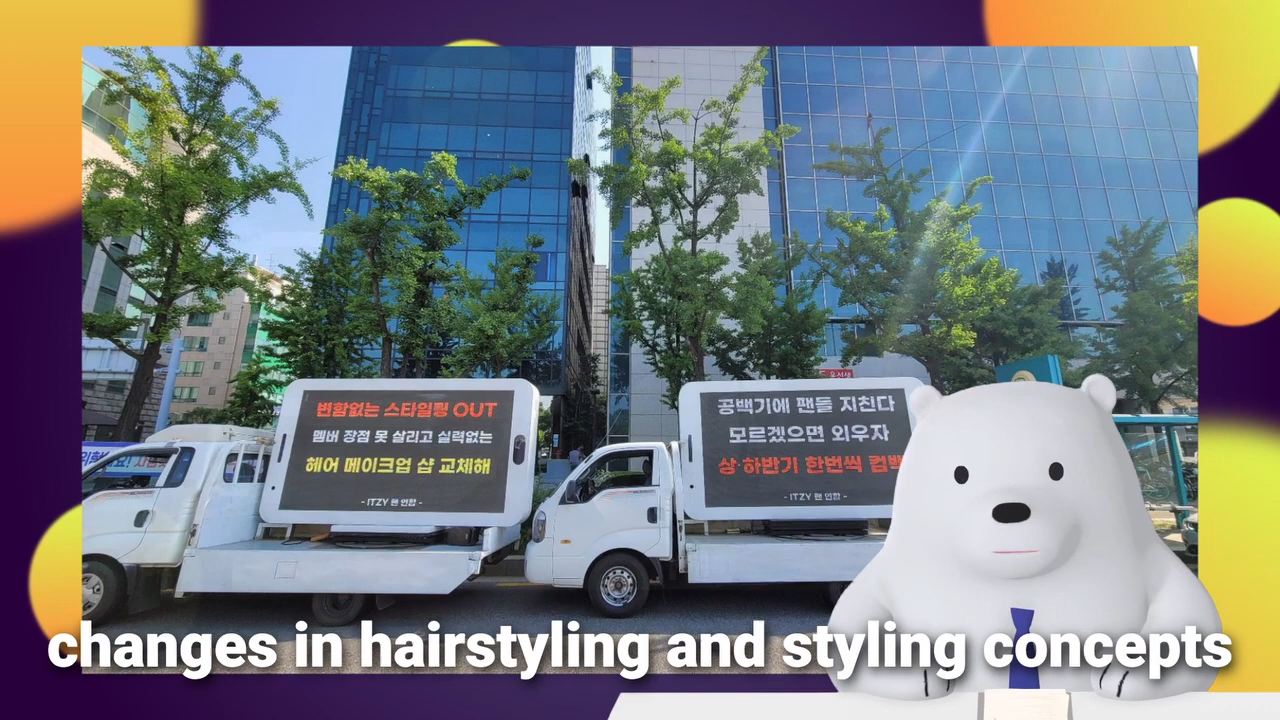 변함없는 스타일링 OUT
멤버 장점 못 살리고 실력없는
헤어 메이크업 샵 교체해
- ITZY 팬 연합 -
공백기에 팬들 지친다
모르겠으면 외우자
상·하반기 한번씩 컴백
- ITZY 팬 연합 -
changes in hairstyling and styling concepts